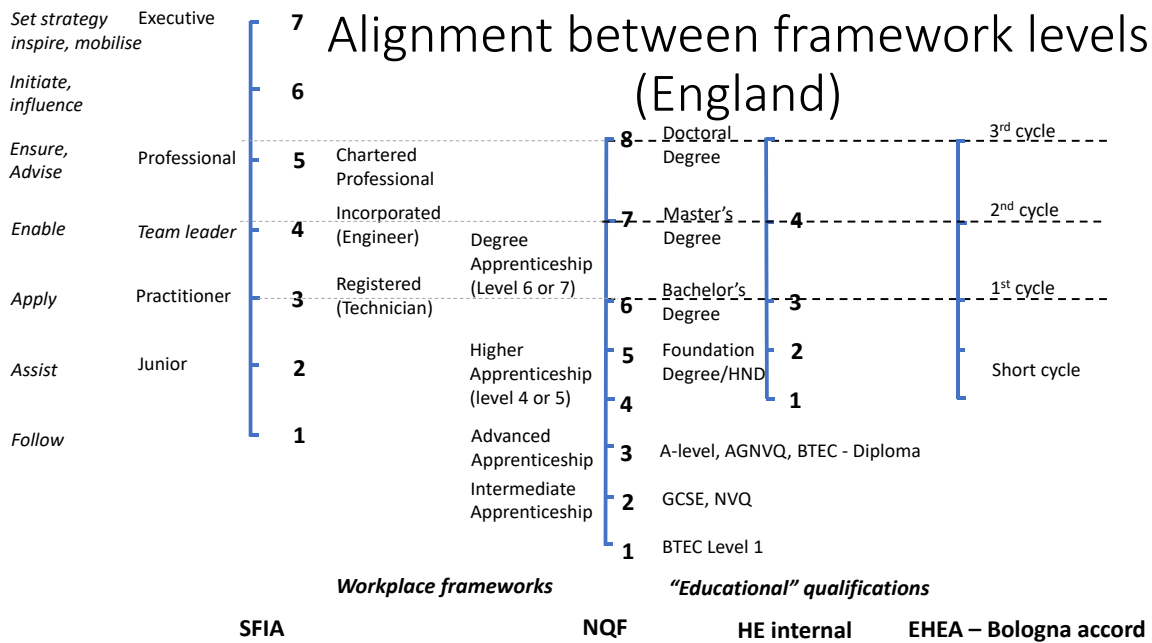 Alignment between framework levels
(England)
Set strategy
inspire, mobilise
Executive
7
Initiate,
influence
6
Ensure,
Advise
Professional
5
Chartered
Professional
Enable
Team leader
4
Incorporated
(Engineer)
Apply
Practitioner
3
Registered
(Technician)
Assist
Junior
2
Follow
1
Degree
Apprenticeship
(Level 6 or 7)
Higher
Apprenticeship
(level 4 or 5)
Advanced
Apprenticeship
Intermediate
Apprenticeship
8
Doctoral
Degree
7
Master's
Degree
6
Bachelor's
Degree
5
Foundation
Degree/HND
4
3
A-level, AGNVQ, BTEC - Diploma
2
GCSE, NVQ
1
BTEC Level 1
4
3
2
1
3rd cycle
2nd cycle
1st cycle
Short cycle
Workplace frameworks
"Educational" qualifications
SFIA
NQF
HE internal
EHEA – Bologna accord